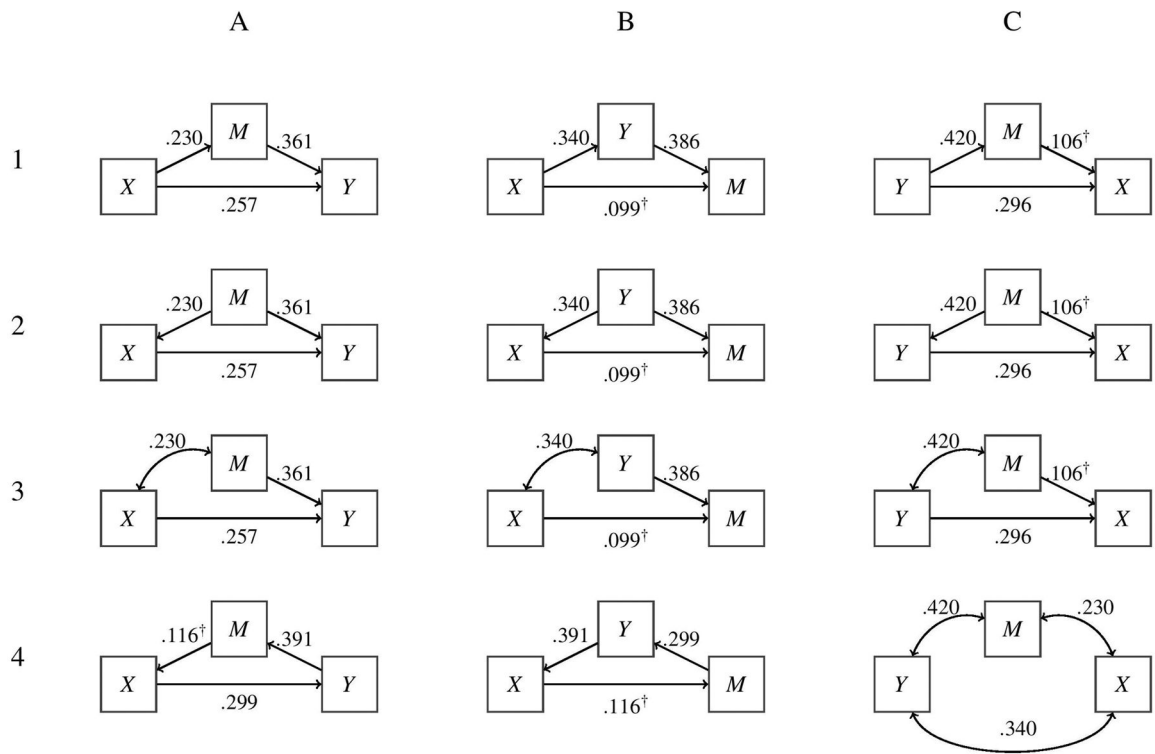 A B C
1
M Y M
.230 .361 .340 .386 .420 .106†
X Y X M Y X
.257 .099† .296
2
M Y M
.230 .361 .340 .386 .420 .106†
X Y X M Y X
.257 .099† .296
3
M Y M
.230 .361 .340 .386 .420 .106†
X Y X M Y X
.257 .099† .296
4
M Y M
.116† .391 .391 .299 .420 .230
X Y X M Y X
.299 .116† .340